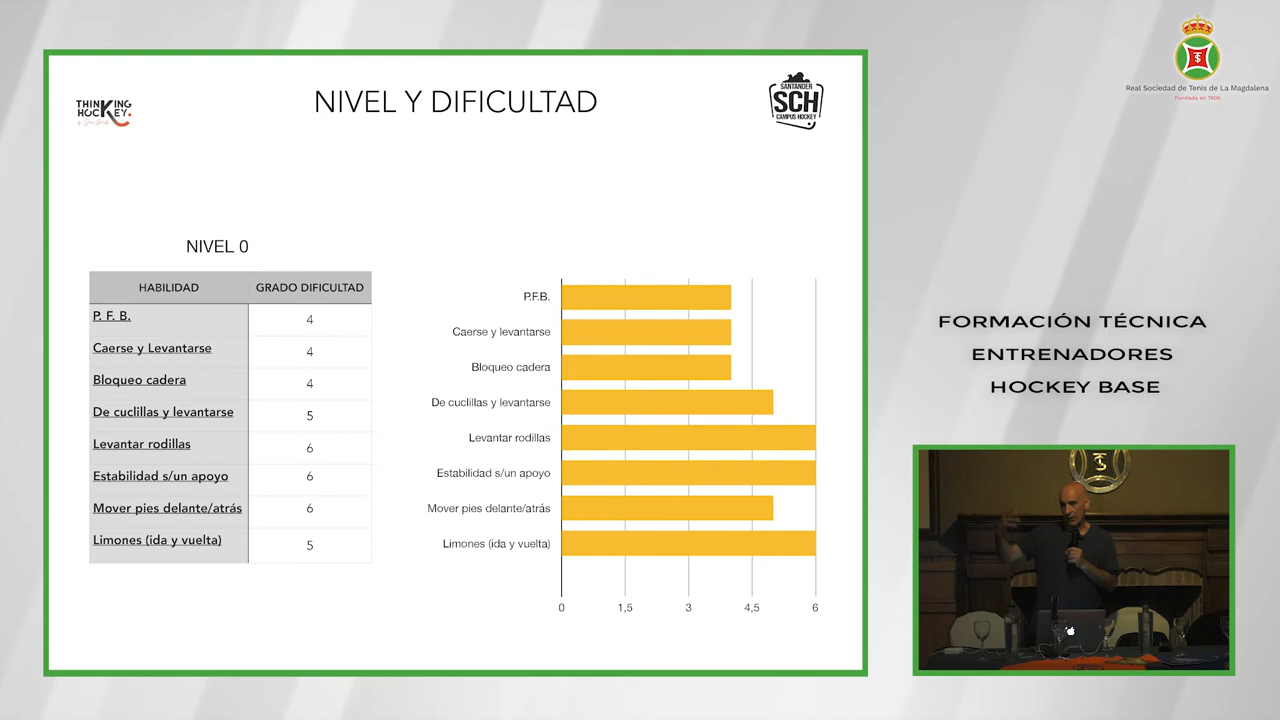 THINKING
HOCKEY.
NIVEL Y DIFICULTAD
SANTANDER
SCH
CAMPUS HOCKEY
Real Sociedad de Tenis de La Magdalena
Fundada en 1906
NIVEL 0
HABILIDAD GRADO DIFICULTAD
P. F. B. 4
Caerse y Levantarse 4
Bloqueo cadera 4
De cuclillas y levantarse 5
Levantar rodillas 6
Estabilidad s/un apoyo 6
Mover pies delante/atrás 6
Limones (ida y vuelta) 5
P.F.B.
Caerse y levantarse
Bloqueo cadera
De cuclillas y levantarse
Levantar rodillas
Estabilidad s/un apoyo
Mover pies delante/atrás
Limones (ida y vuelta)
0 1,5 3 4,5 6
FORMACIÓN TÉCNICA
ENTRENADORES
HOCKEY BASE